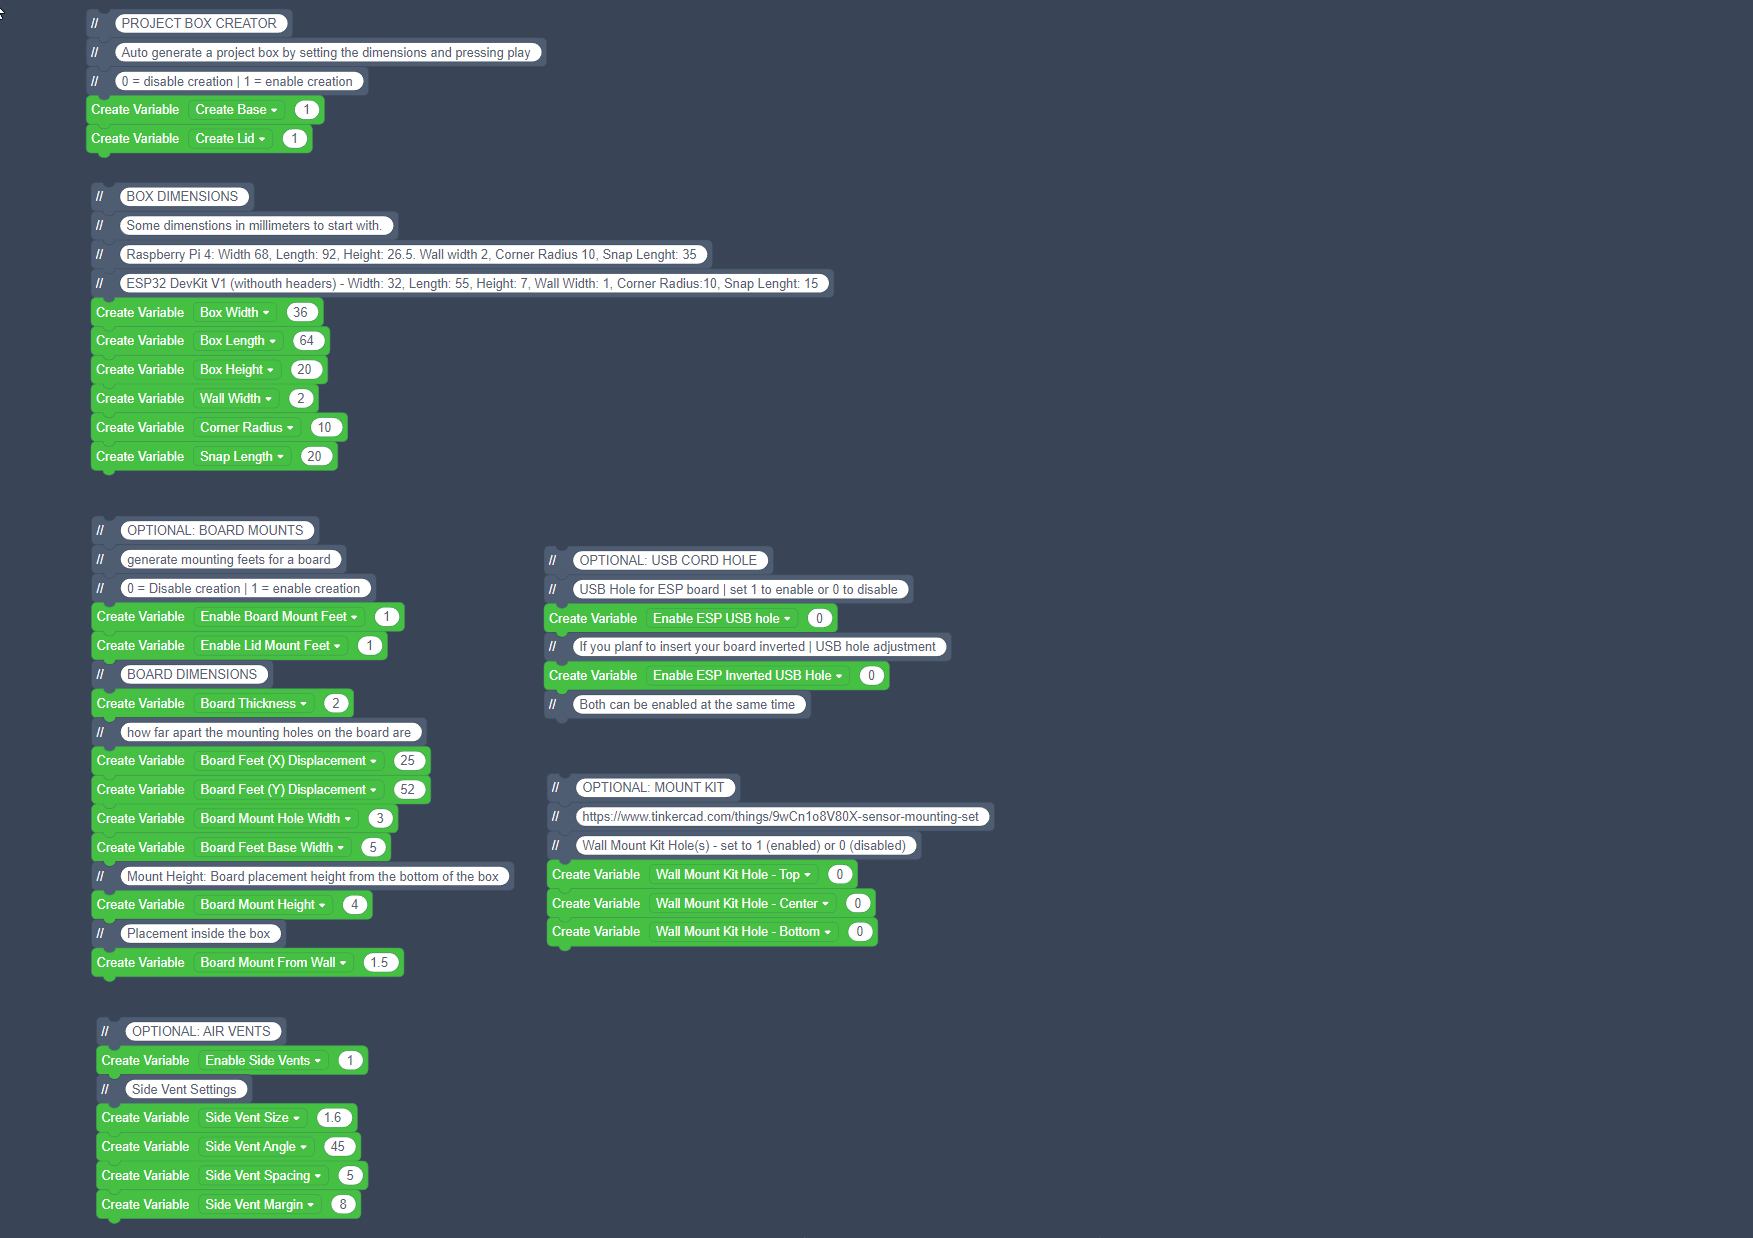 // PROJECT BOX CREATOR
// Auto generate a project box by setting the dimensions and pressing play
// 0 = disable creation | 1 = enable creation
Create Variable Create Base 1
Create Variable Create Lid 1
// BOX DIMENSIONS
// Some dimenstions in millimeters to start with.
// Raspberry Pi 4: Width 68, Length: 92, Height: 26.5. Wall width 2, Corner Radius 10, Snap Lenght: 35
// ESP32 DevKit V1 (withouth headers) - Width: 32, Length: 55, Height: 7, Wall Width: 1, Corner Radius:10, Snap Lenght: 15
Create Variable Box Width 36
Create Variable Box Length 64
Create Variable Box Height 20
Create Variable Wall Width 2
Create Variable Corner Radius 10
Create Variable Snap Length 20
// OPTIONAL: BOARD MOUNTS
// generate mounting feets for a board
// 0 = Disable creation | 1 = enable creation
Create Variable Enable Board Mount Feet 1
Create Variable Enable Lid Mount Feet 1
// BOARD DIMENSIONS
Create Variable Board Thickness 2
// how far apart the mounting holes on the board are
Create Variable Board Feet (X) Displacement 25
Create Variable Board Feet (Y) Displacement 52
Create Variable Board Mount Hole Width 3
Create Variable Board Feet Base Width 5
// Mount Height: Board placement height from the bottom of the box
Create Variable Board Mount Height 4
// Placement inside the box
Create Variable Board Mount From Wall 1.5
// OPTIONAL: USB CORD HOLE
// USB Hole for ESP board | set 1 to enable or 0 to disable
Create Variable Enable ESP USB hole 0
// If you planf to insert your board inverted | USB hole adjustment
Create Variable Enable ESP Inverted USB Hole 0
// Both can be enabled at the same time
// OPTIONAL: MOUNT KIT
// https://www.tinkercad.com/things/9wCn1o8V80X-sensor-mounting-set
// Wall Mount Kit Hole(s) - set to 1 (enabled) or 0 (disabled)
Create Variable Wall Mount Kit Hole - Top 0
Create Variable Wall Mount Kit Hole - Center 0
Create Variable Wall Mount Kit Hole - Bottom 0
// OPTIONAL: AIR VENTS
Create Variable Enable Side Vents 1
// Side Vent Settings
Create Variable Side Vent Size 1.6
Create Variable Side Vent Angle 45
Create Variable Side Vent Spacing 5
Create Variable Side Vent Margin 8